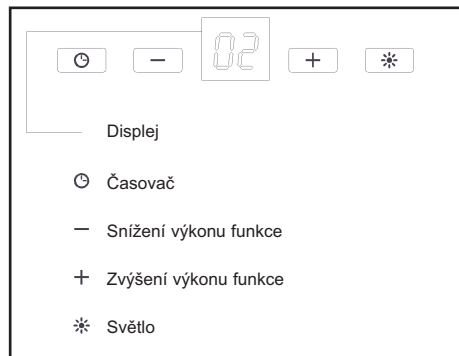 02
Displej
Časovač
− Snížení výkonu funkce
+ Zvýšení výkonu funkce
Světlo